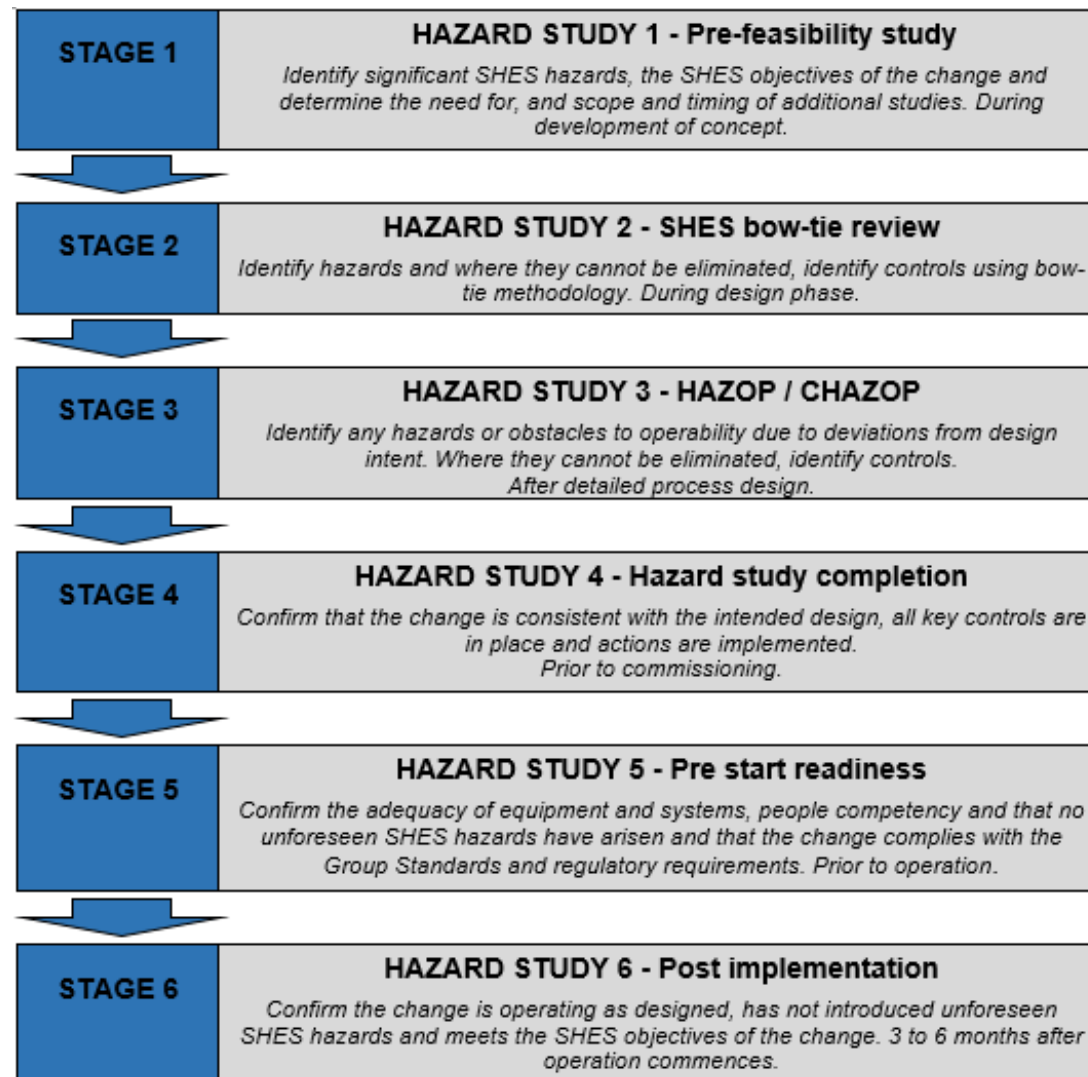 STAGE 1
HAZARD STUDY 1 - Pre-feasibility study
Identify significant SHES hazards, the SHES objectives of the change and
determine the need for, and scope and timing of additional studies. During
development of concept.
STAGE 2
HAZARD STUDY 2 - SHES bow-tie review
Identify hazards and where they cannot be eliminated, identify controls using bow-
tie methodology. During design phase.
STAGE 3
HAZARD STUDY 3 - HAZOP / CHAZOP
Identify any hazards or obstacles to operability due to deviations from design
intent. Where they cannot be eliminated, identify controls.
After detailed process design.
STAGE 4
HAZARD STUDY 4 - Hazard study completion
Confirm that the change is consistent with the intended design, all key controls are
in place and actions are implemented.
Prior to commissioning.
STAGE 5
HAZARD STUDY 5 - Pre start readiness
Confirm the adequacy of equipment and systems, people competency and that no
unforeseen SHES hazards have arisen and that the change complies with the
Group Standards and regulatory requirements. Prior to operation.
STAGE 6
HAZARD STUDY 6 - Post implementation
Confirm the change is operating as designed, has not introduced unforeseen
SHES hazards and meets the SHES objectives of the change. 3 to 6 months after
operation commences.